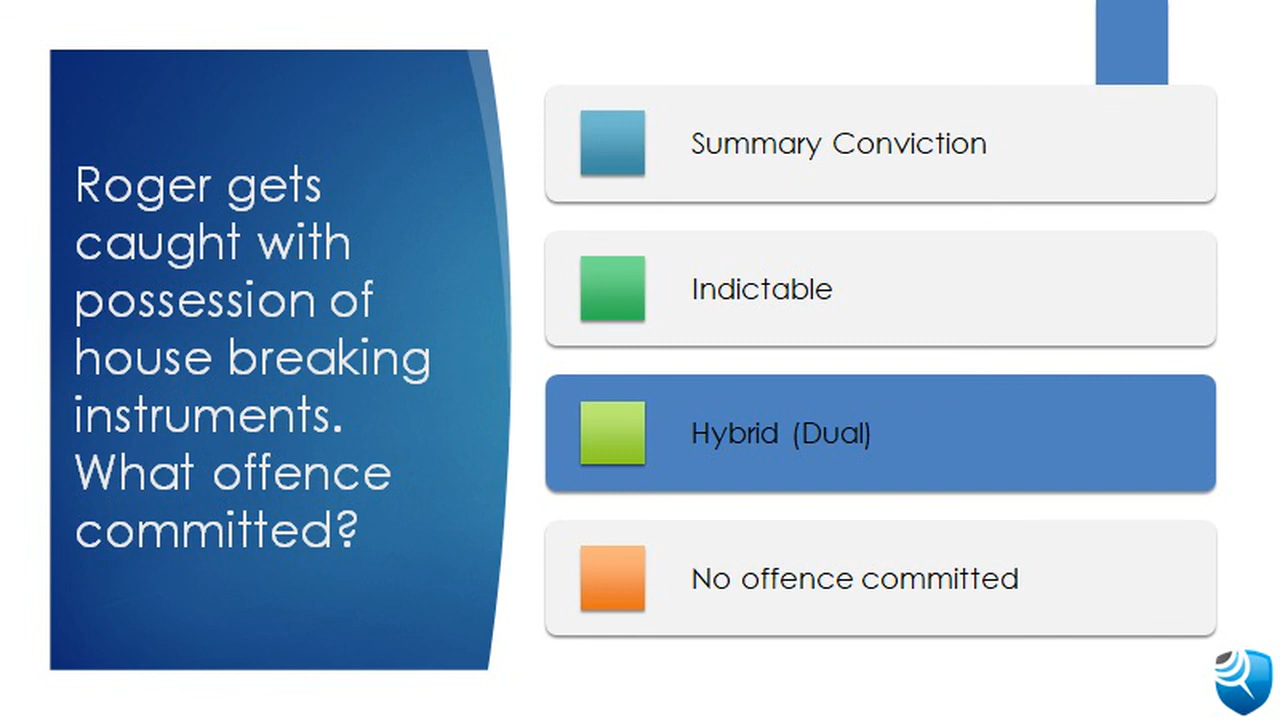 Roger gets
caught with
possession of
house breaking
instruments.
What offence
committed?
Summary Conviction
Indictable
Hybrid (Dual)
No offence committed